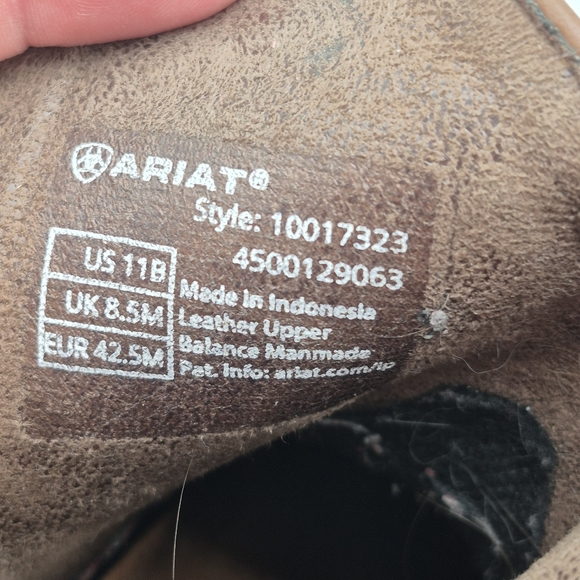 ARIAT®
Style: 10017323
4500129063
US 11B
UK 8.5M
EUR 42.5M
Made in Indonesia
Leather Upper
Balance Manmade
Pat. Info: ariat.com/ip